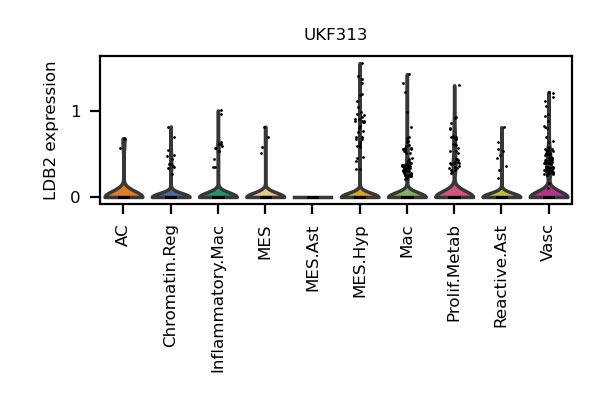 UKF313
LDB2 expression
1
0
AC
Chromatin.Reg
Inflammatory.Mac
MES
MES.Ast
MES.Hyp
Mac
Prolif.Metab
Reactive.Ast
Vasc